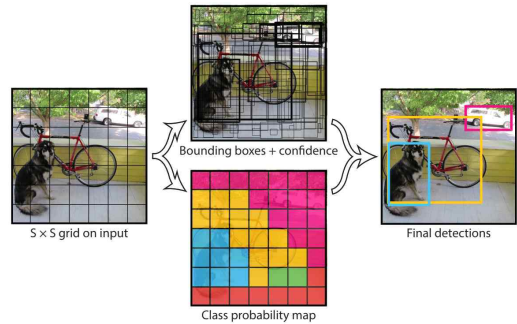 Bounding boxes + confidence
S × S grid on input
Final detections
Class probability map